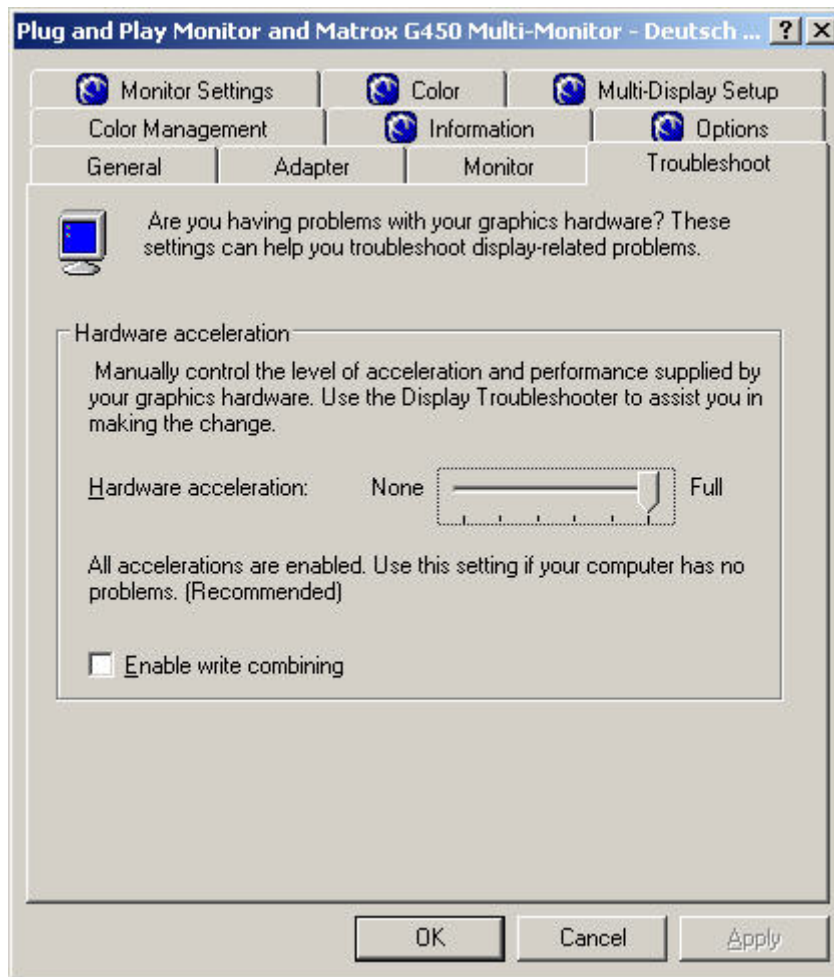 Plug and Play Monitor and Matrox G450 Multi-Monitor - Deutsch ...
Monitor Settings Color Multi-Display Setup
Color Management Information Options
General Adapter Monitor Troubleshoot
Are you having problems with your graphics hardware? These
settings can help you troubleshoot display-related problems.
Hardware acceleration
Manually control the level of acceleration and performance supplied by
your graphics hardware. Use the Display Troubleshooter to assist you in
making the change.
Hardware acceleration: None Full
All accelerations are enabled. Use this setting if your computer has no
problems. (Recommended)
Enable write combining
OK Cancel Apply